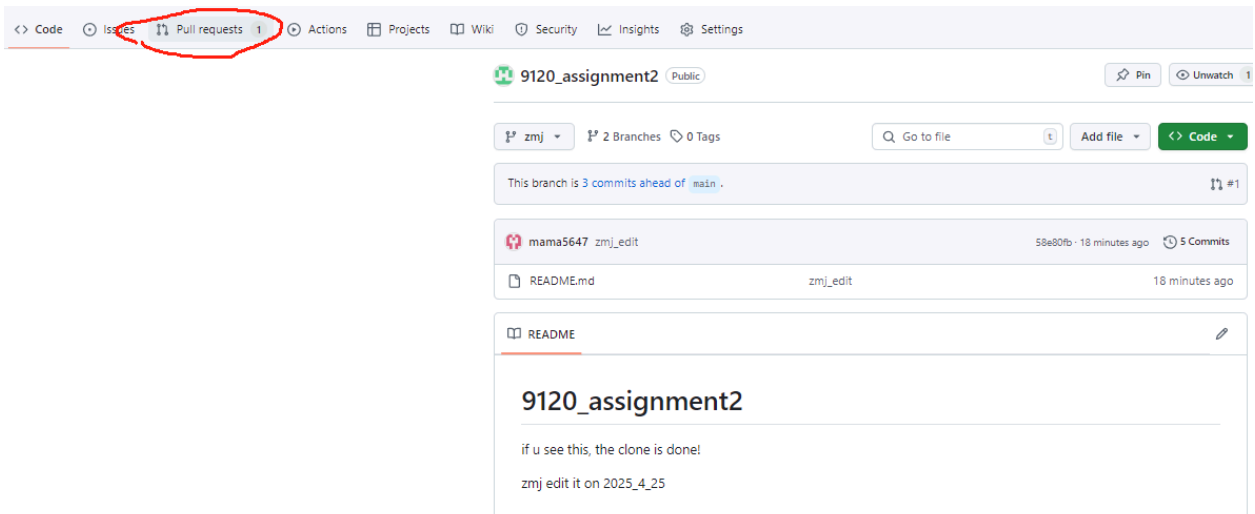 Code Issues Pull requests 1 Actions Projects Wiki Security Insights Settings
9120_assignment2 Public Pin Unwatch 1
zmj 2 Branches 0 Tags Go to file t Add file Code
This branch is 3 commits ahead of main . #1
mama5647 zmj_edit 58e80fb · 18 minutes ago 5 Commits
README.md zmj_edit 18 minutes ago
README
9120_assignment2
if u see this, the clone is done!
zmj edit it on 2025_4_25